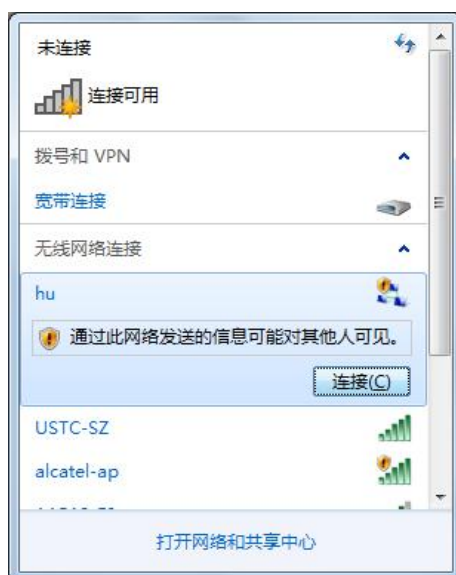 未连接
连接可用
拨号和 VPN
宽带连接
无线网络连接
hu
通过此网络发送的信息可能对其他人可见。
连接(C)
USTC-SZ
alcatel-ap
打开网络和共享中心